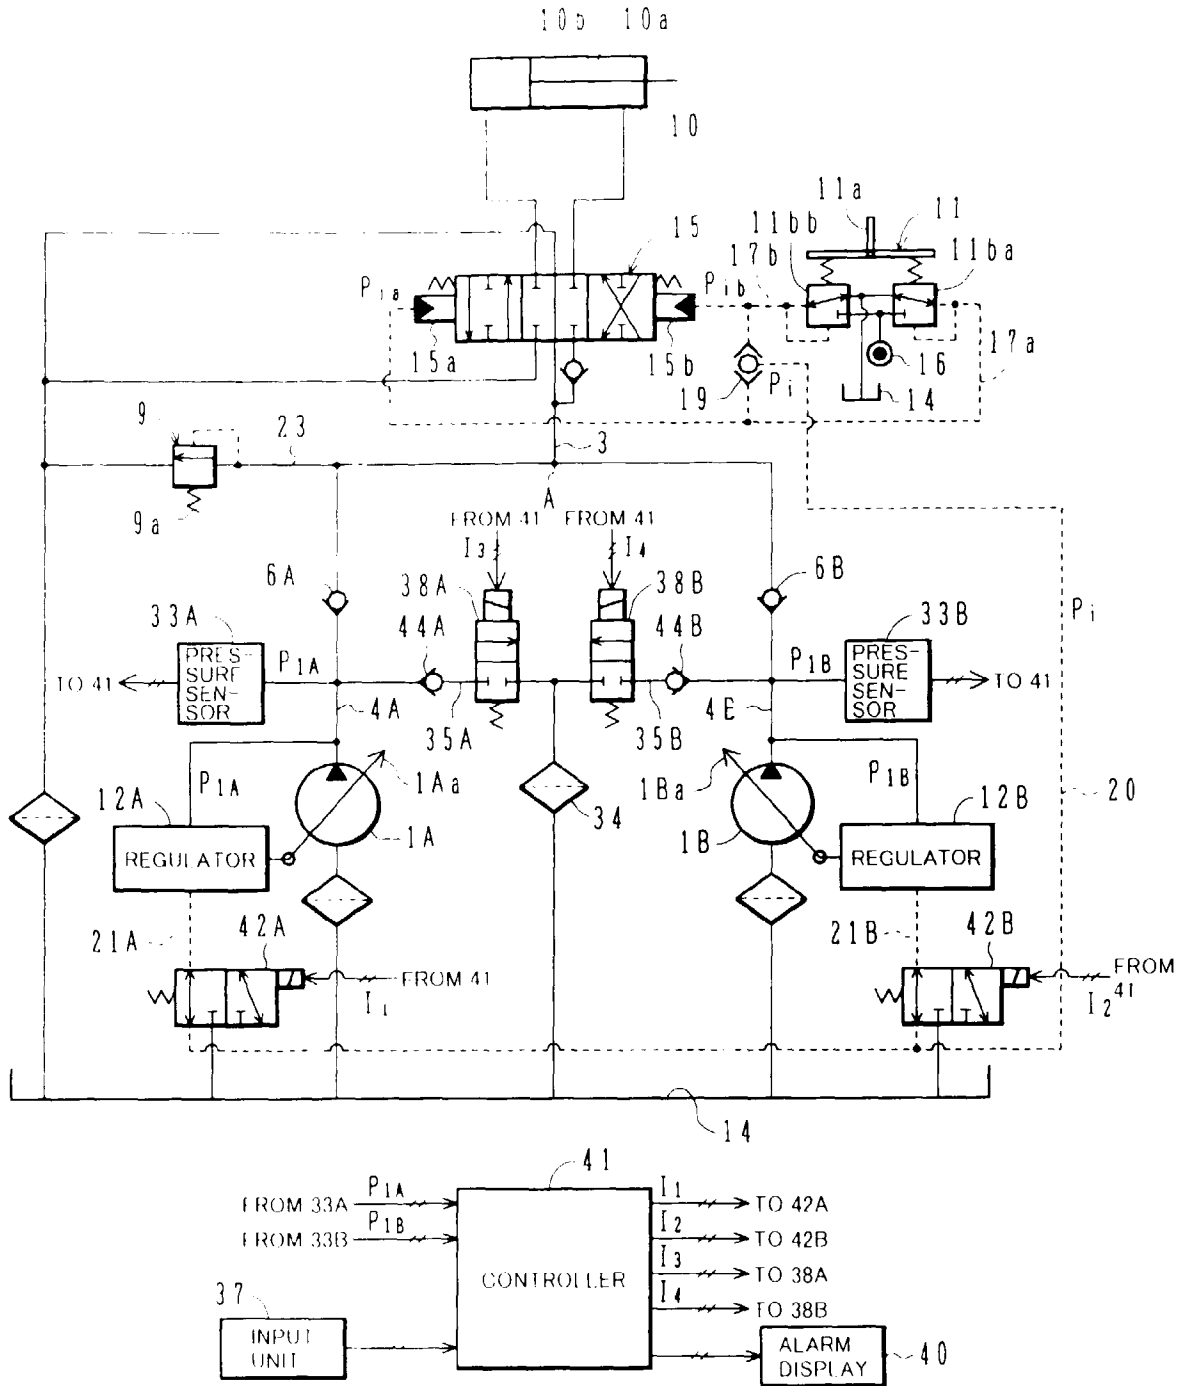 10b 10a
10
11a
11
11bb
15
17b
11ba
Pia
Pib
15a
15b
17a
16
Pi
19
14
9
23
3
A
9a
FROM 41 FROM 41
I3
I4
6A
38A
38B
6B
Pi
33A
44A
44B
33B
PRES-
SURE
SEN-
SOR
P1A
P1B
PRES-
SURE
SEN-
SOR
TO 41
TO 41
4A
35A
35B
4E
P1A
1Aa
1Ba
P1B
12A
34
12B
20
1A
1B
REGULATOR
REGULATOR
21A
42A
21B
42B
FROM 41
I1
FROM
41
I2
14
41
FROM 33A
P1A
FROM 33B
P1B
CONTROLLER
I1
TO 42A
I2
TO 42B
I3
TO 38A
I4
TO 38B
37
INPUT
UNIT
ALARM
DISPLAY
40